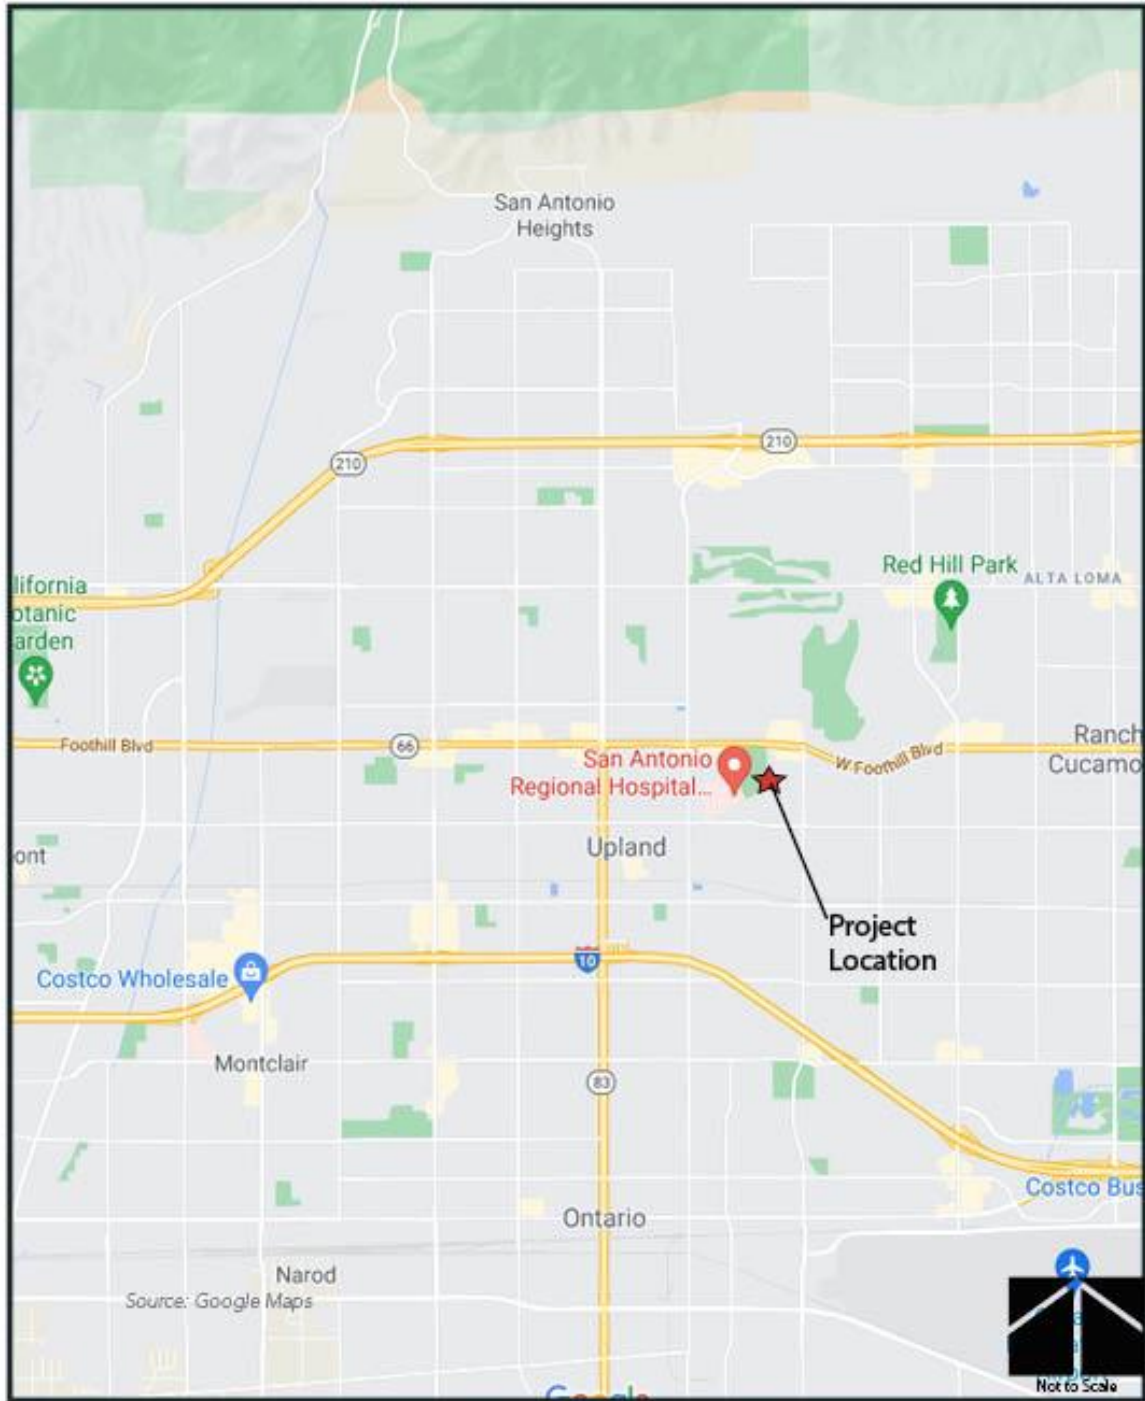 San Antonio
Heights
210
210
Red Hill Park
ALTA LOMA
lifornia
otanic
arden
Foothill Blvd
66
W Foothill Blvd
Ranch
Cucamo
San Antonio
Regional Hospital...
Upland
ont
Project
Location
10
Costco Wholesale
Montclair
83
Costco Bus
Ontario
Narod
Source: Google Maps
Not to Scale
Google